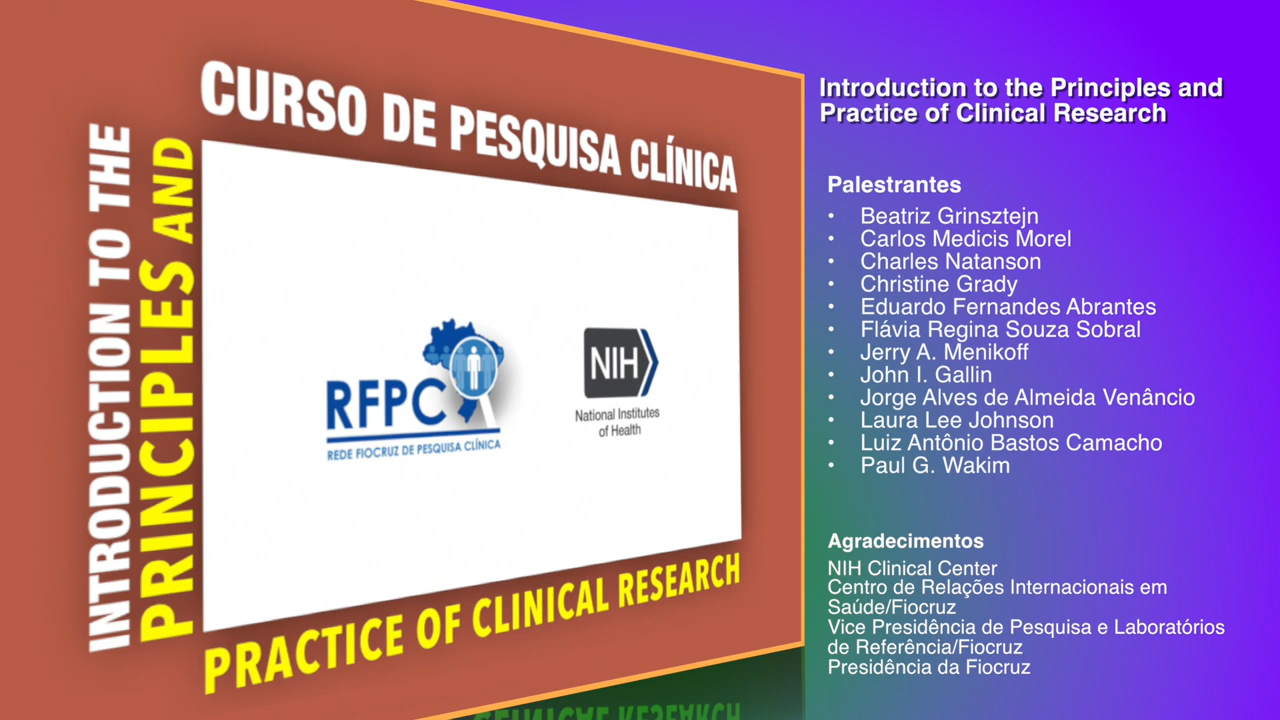 CURSO DE PESQUISA CLÍNICA
INTRODUCTION TO THE
PRINCIPLES AND
PRACTICE OF CLINICAL RESEARCH
RFPC
REDE FIOCRUZ DE PESQUISA CLÍNICA
NIH
National Institutes
of Health
Introduction to the Principles and
Practice of Clinical Research
Palestrantes
• Beatriz Grinsztejn
• Carlos Medicis Morel
• Charles Natanson
• Christine Grady
• Eduardo Fernandes Abrantes
• Flávia Regina Souza Sobral
• Jerry A. Menikoff
• John I. Gallin
• Jorge Alves de Almeida Venâncio
• Laura Lee Johnson
• Luiz Antônio Bastos Camacho
• Paul G. Wakim
Agradecimentos
NIH Clinical Center
Centro de Relações Internacionais em
Saúde/Fiocruz
Vice Presidência de Pesquisa e Laboratórios
de Referência/Fiocruz
Presidência da Fiocruz